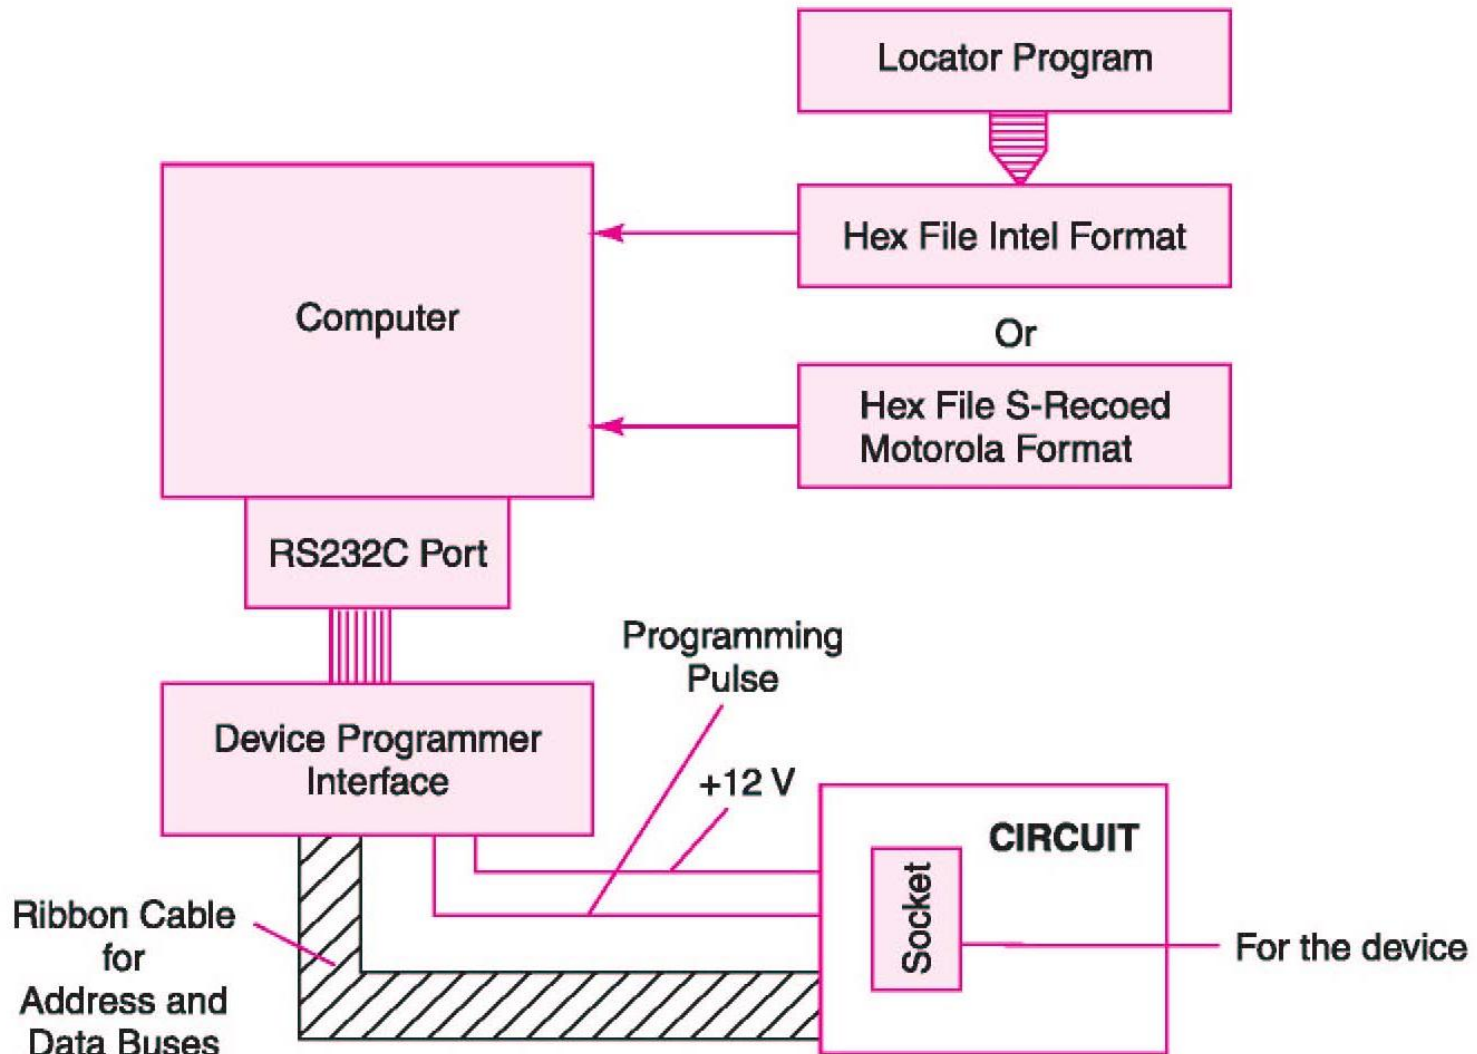 Locator Program
Hex File Intel Format
Computer
Or
Hex File S-Recoed
Motorola Format
RS232C Port
Programming
Pulse
Device Programmer
Interface
+12 V
CIRCUIT
Socket
Ribbon Cable
for
Address and
Data Buses
For the device